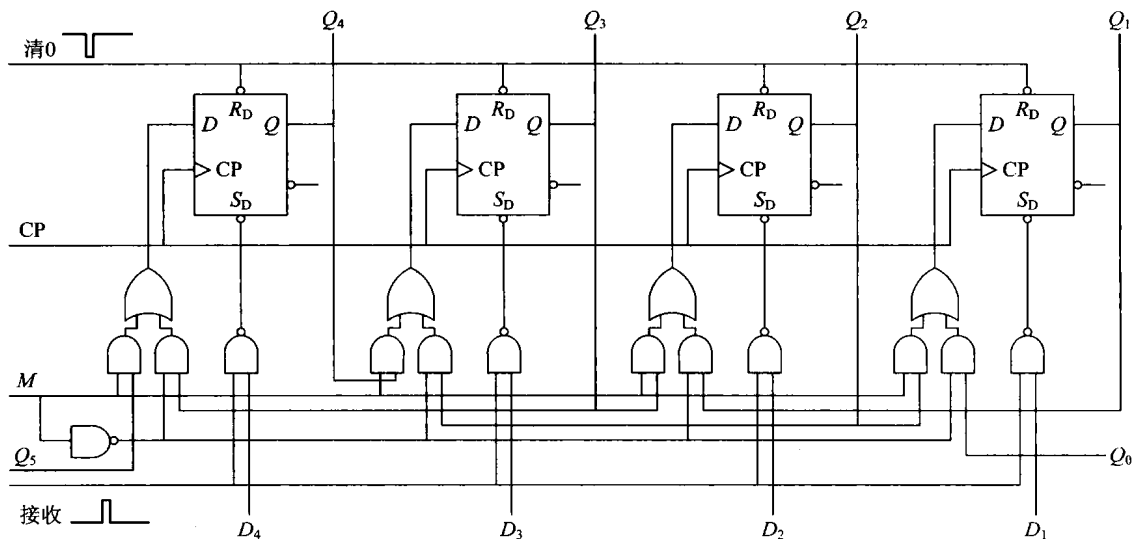 Q4 Q3 Q2 Q1
清0
RD RD RD RD
D Q D Q D Q D Q
CP CP CP CP
SD SD SD SD
CP
M
Q5
Q0
接收
D4 D3 D2 D1